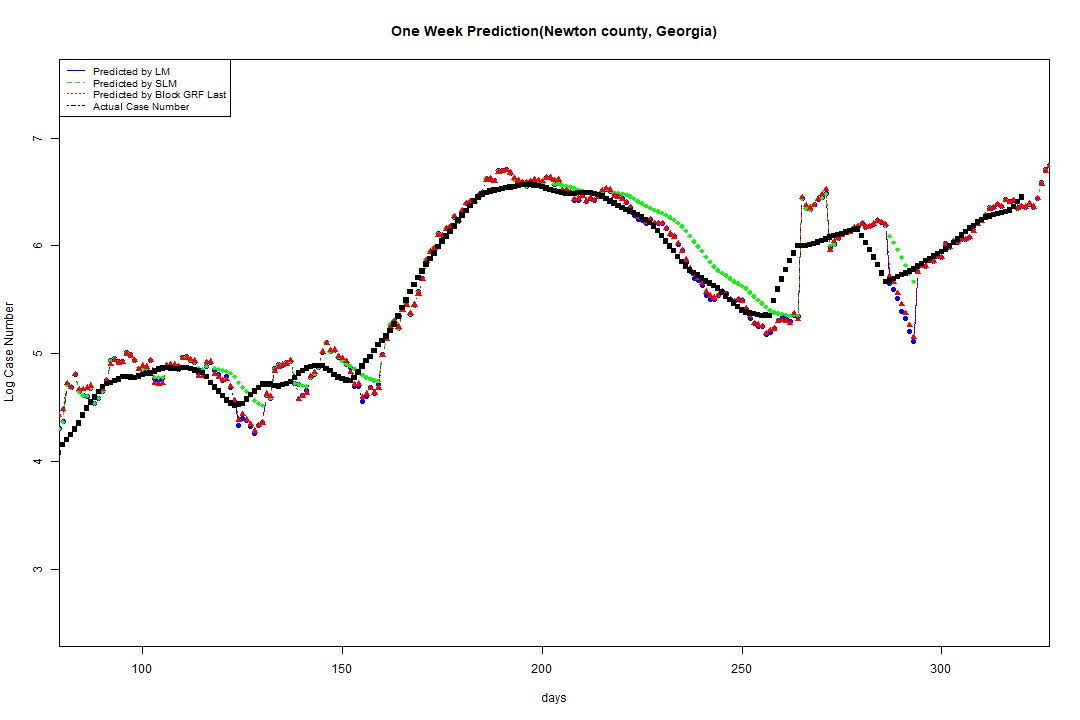 One Week Prediction(Newton county, Georgia)
Predicted by LM
Predicted by SLM
Predicted by Block GRF Last
Actual Case Number
Log Case Number
7
6
5
4
3
100 150 200 250 300
days